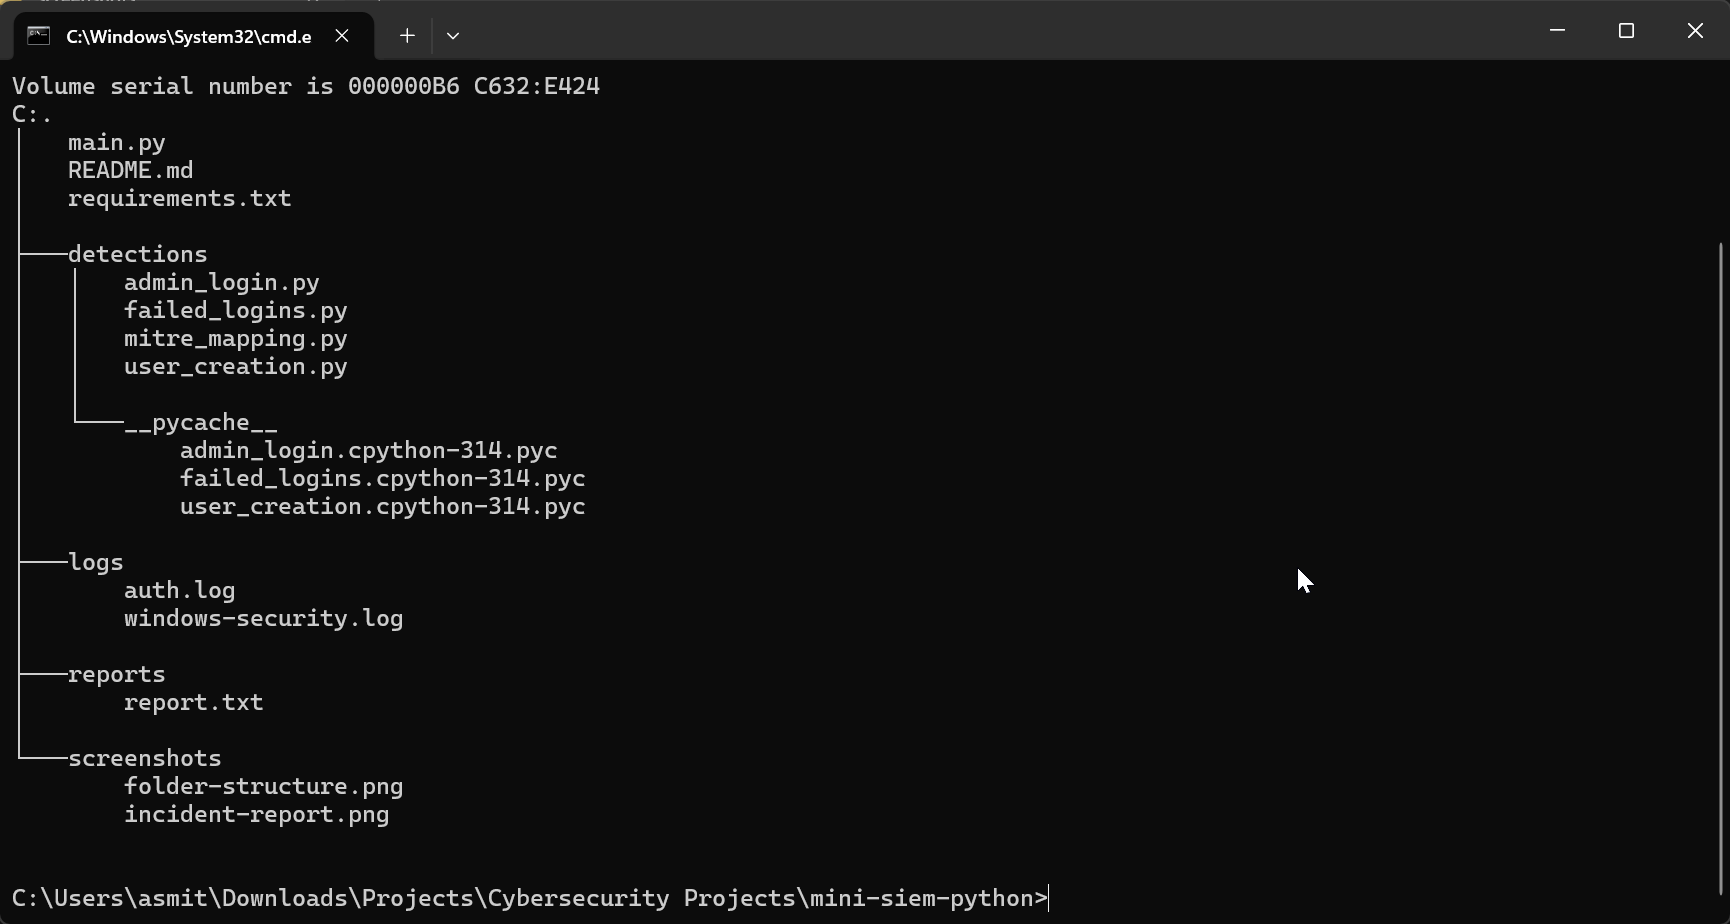 C:\Windows\System32\cmd.e
Volume serial number is 000000B6 C632:E424
C:.
main.py
README.md
requirements.txt
detections
admin_login.py
failed_logins.py
mitre_mapping.py
user_creation.py
__pycache__
admin_login.cpython-314.pyc
failed_logins.cpython-314.pyc
user_creation.cpython-314.pyc
logs
auth.log
windows-security.log
reports
report.txt
screenshots
folder-structure.png
incident-report.png
C:\Users\asmit\Downloads\Projects\Cybersecurity Projects\mini-siem-python>